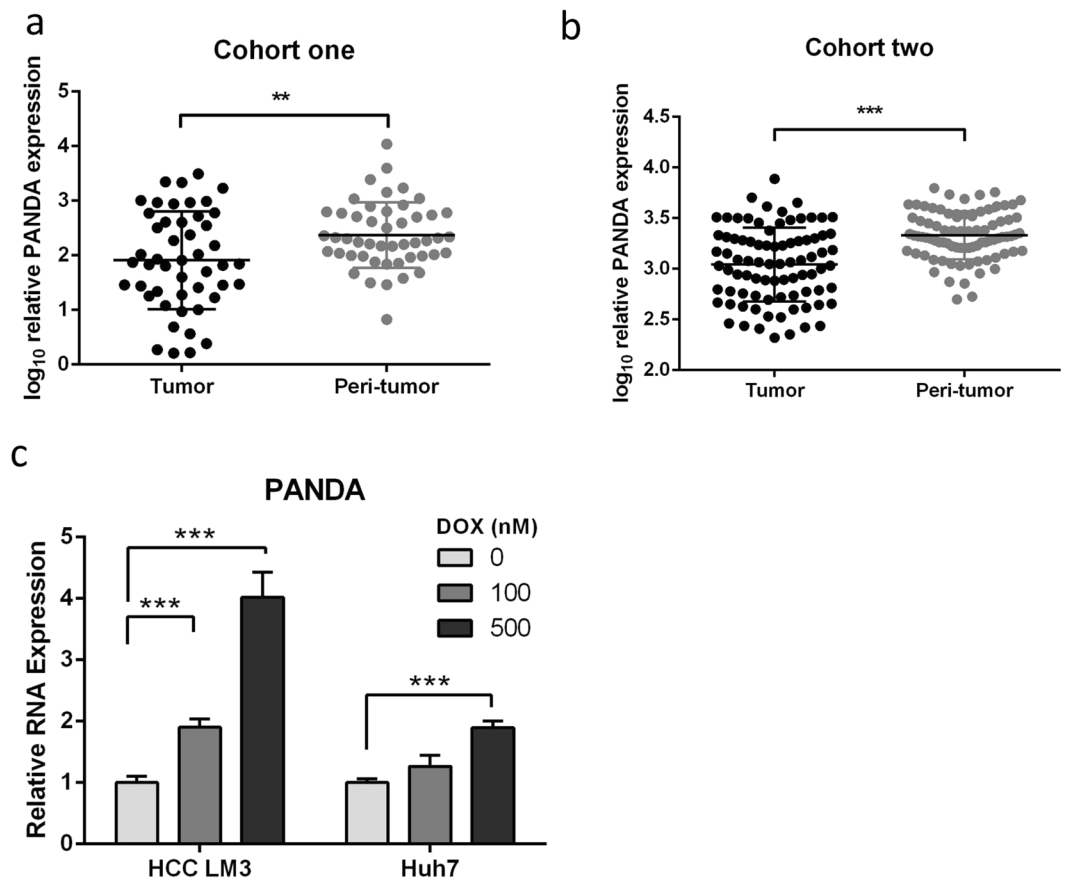 a
Cohort one
log10 relative PANDA expression
5
4
3
2
1
0
**
Tumor
Peri-tumor
b
Cohort two
log10 relative PANDA expression
4.5
4.0
3.5
3.0
2.5
2.0
***
Tumor
Peri-tumor
c
PANDA
Relative RNA Expression
5
4
3
2
1
0
***
***
***
DOX (nM)
0
100
500
HCC LM3
Huh7